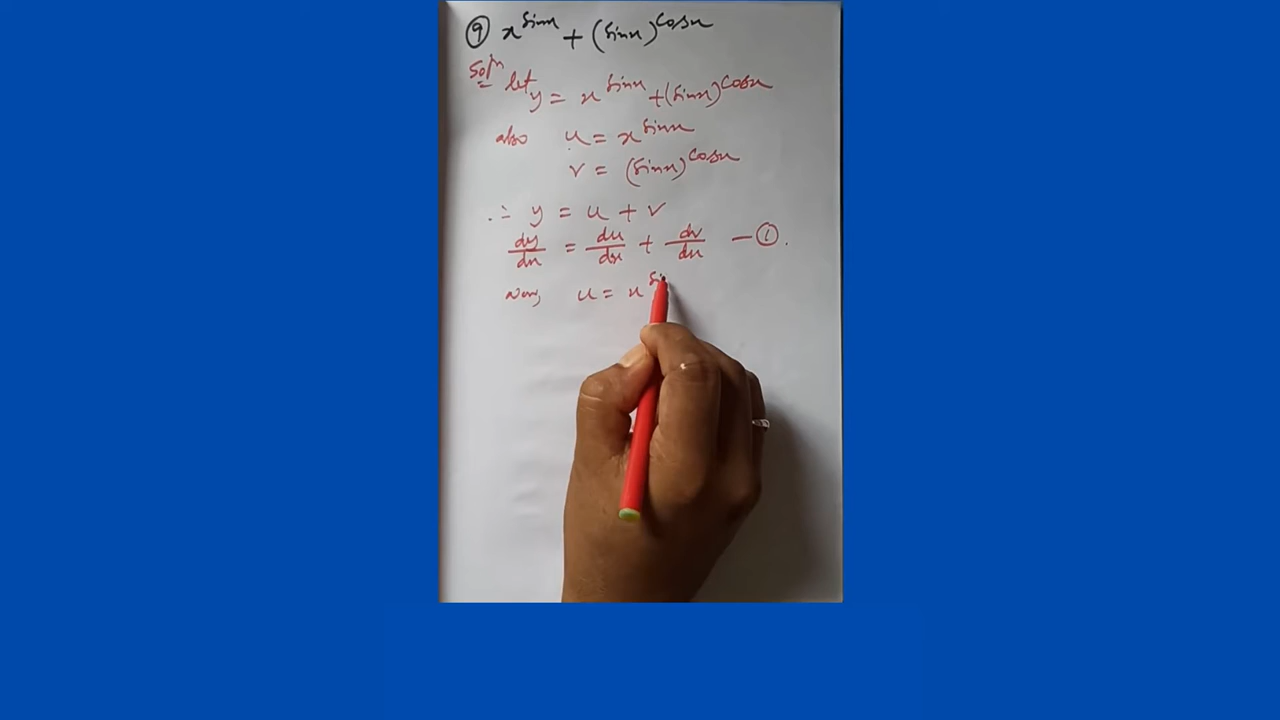 ⑨ x^sinx + (sinx)^cosx
Soln let y = x^sinx + (sinx)^cosx
also u = x^sinx
v = (sinx)^cosx
∴ y = u + v
dy/dx = du/dx + dv/dx — ①.
Now, u = x^si